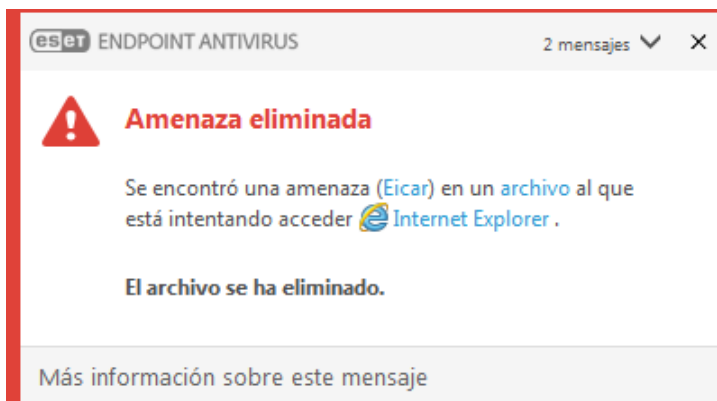 eset ENDPOINT ANTIVIRUS
2 mensajes
Amenaza eliminada
Se encontró una amenaza (Eicar) en un archivo al que
está intentando acceder Internet Explorer .
El archivo se ha eliminado.
Más información sobre este mensaje